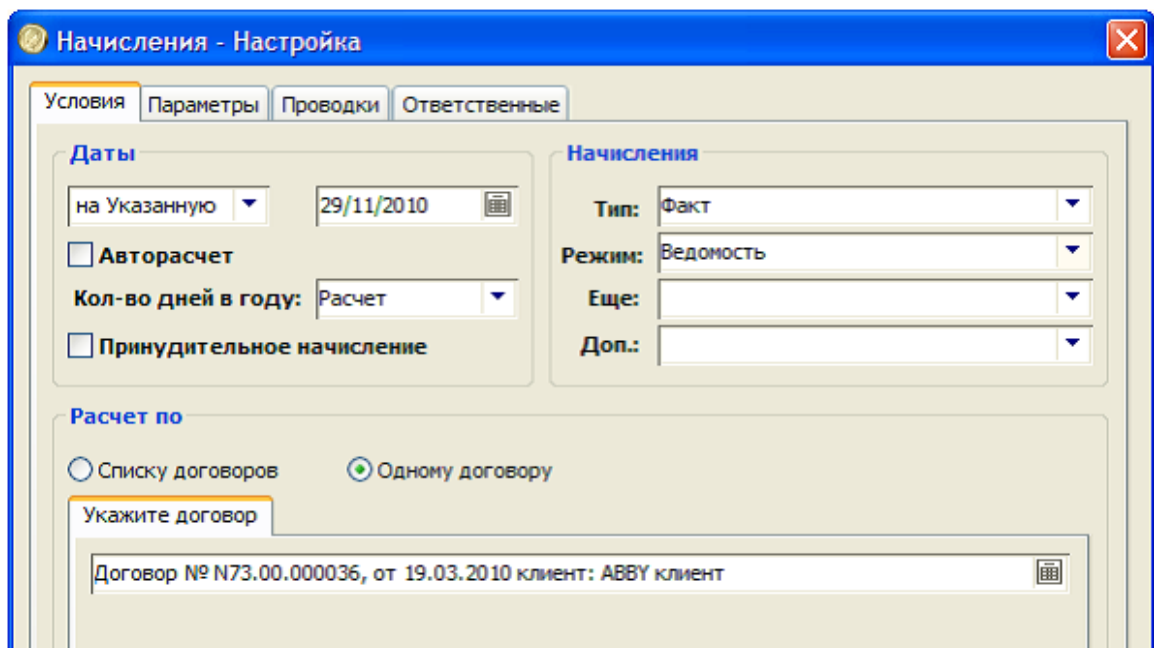 Начисления - Настройка
Условия Параметры Проводки Ответственные
Даты
на Указанную 29/11/2010
Авторасчет
Кол-во дней в году: Расчет
Принудительное начисление
Начисления
Тип: Факт
Режим: Ведомость
Еще:
Доп.:
Расчет по
Списку договоров Одному договору
Укажите договор
Договор № N73.00.000036, от 19.03.2010 клиент: ABBY клиент